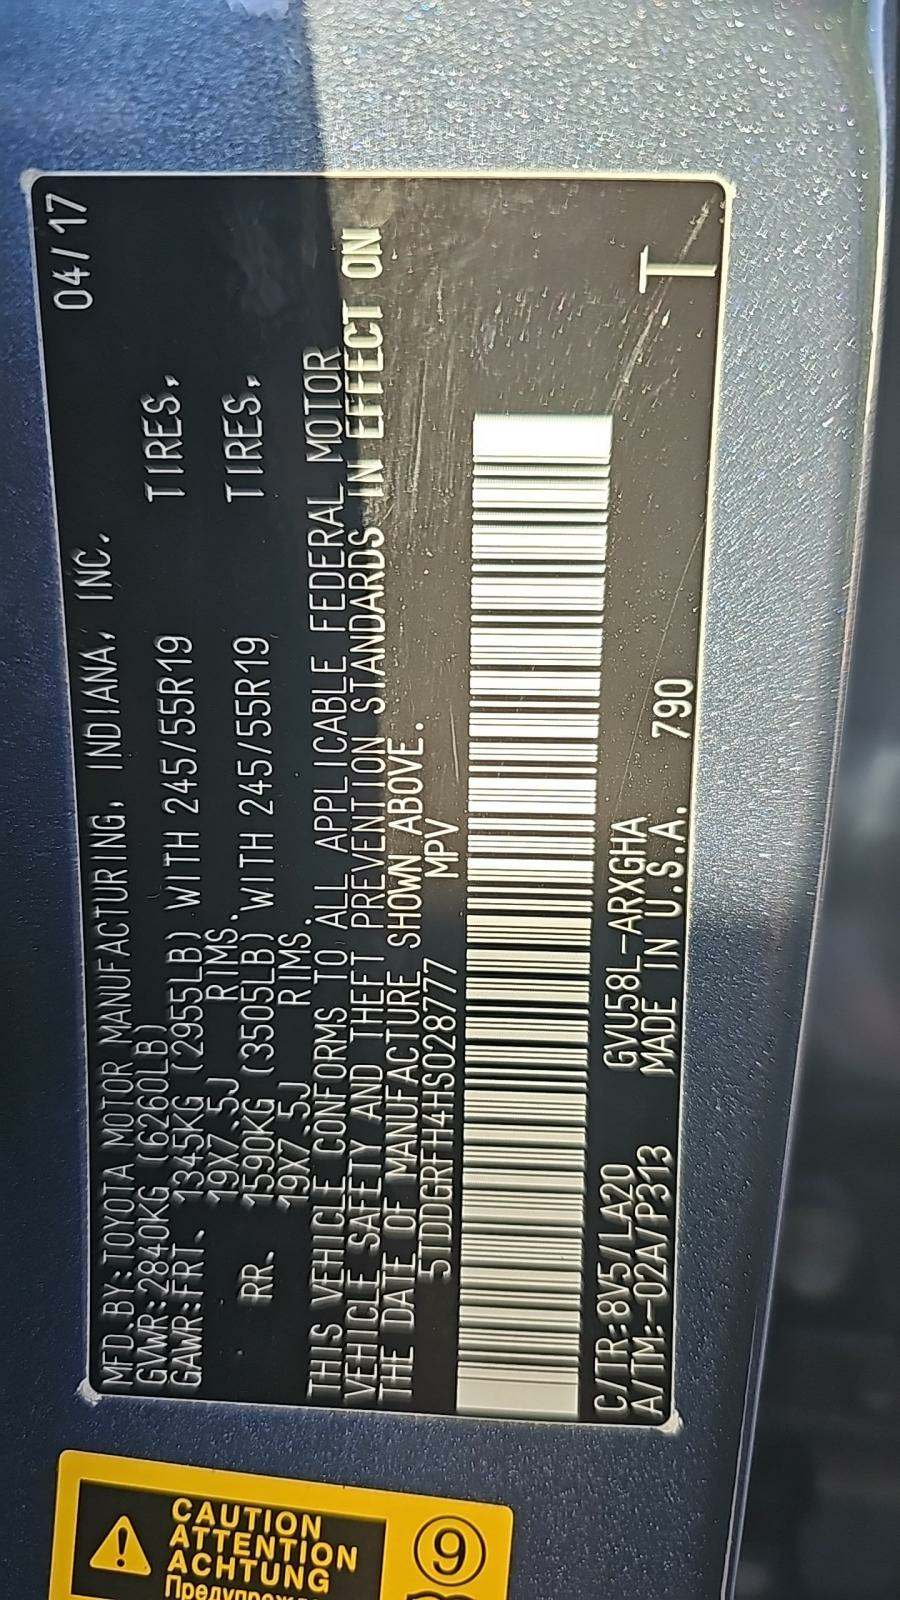 04/17
MFD.BY:TOYOTA MOTOR MANUFACTURING, INDIANA, INC.
GVWR:2840KG (6260LB)
GAWR:FRT. 1345KG (2955LB) WITH 245/55R19 TIRES,
19X7.5J RIMS.
RR. 1590KG (3505LB) WITH 245/55R19 TIRES,
19X7.5J RIMS.
THIS VEHICLE CONFORMS TO ALL APPLICABLE FEDERAL MOTOR
VEHICLE SAFETY AND THEFT PREVENTION STANDARDS IN EFFECT ON
THE DATE OF MANUFACTURE SHOWN ABOVE.
5TDDGRFH4HS028777 MPV
C/TR:8V5/LA20 GVU58L-ARXGHA
A/TM:-02A/P313 MADE IN U.S.A. 790 T
CAUTION
ATTENTION
ACHTUNG
9